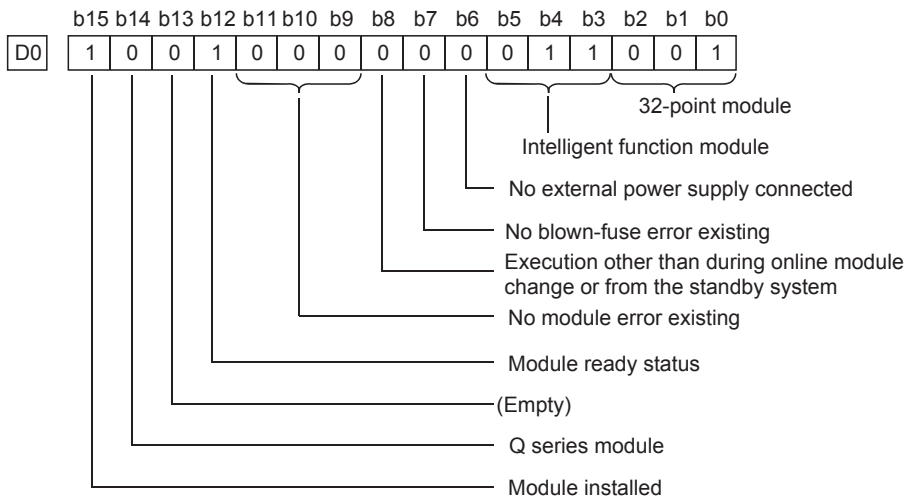 b15 b14 b13 b12 b11 b10 b9 b8 b7 b6 b5 b4 b3 b2 b1 b0
D0 1 0 0 1 0 0 0 0 0 0 0 1 1 0 0 1
32-point module
Intelligent function module
No external power supply connected
No blown-fuse error existing
Execution other than during online module
change or from the standby system
No module error existing
Module ready status
(Empty)
Q series module
Module installed